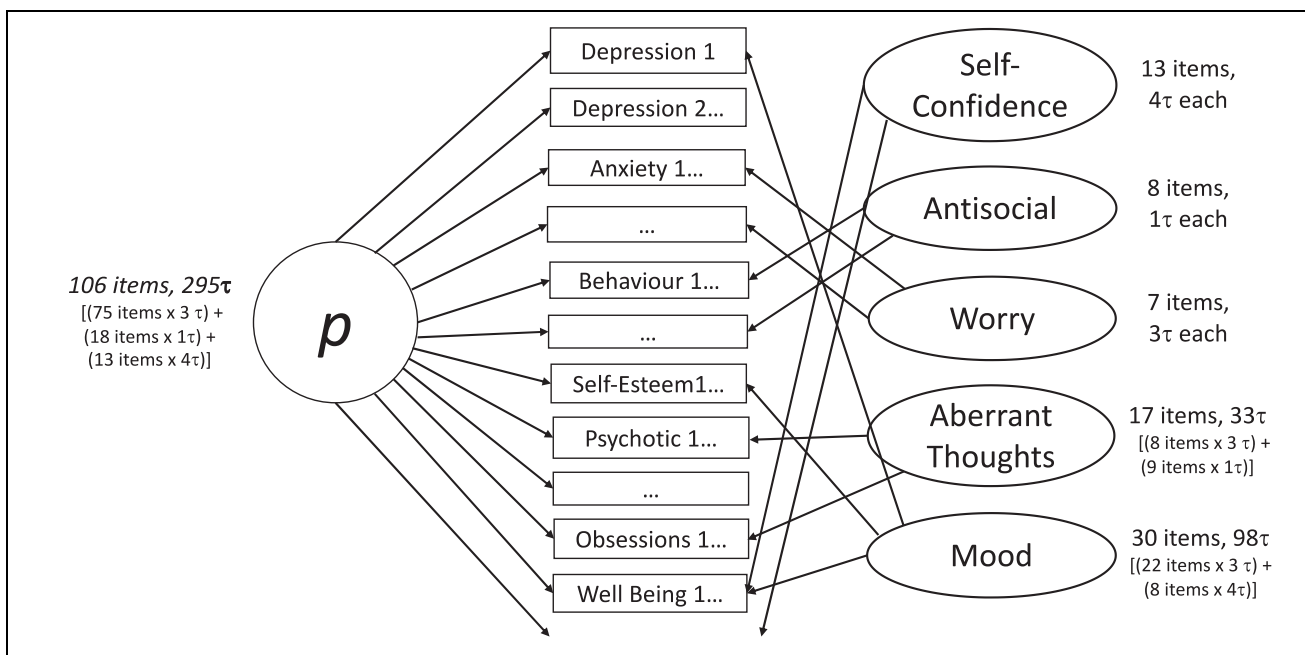 106 items, 295τ
[(75 items x 3 τ) +
(18 items x 1τ) +
(13 items x 4τ)]
p
Depression 1
Depression 2...
Anxiety 1...
...
Behaviour 1...
...
Self-Esteem1...
Psychotic 1...
...
Obsessions 1...
Well Being 1...
Self-
Confidence
13 items,
4τ each
Antisocial
8 items,
1τ each
Worry
7 items,
3τ each
Aberrant
Thoughts
17 items, 33τ
[(8 items x 3 τ) +
(9 items x 1τ)]
Mood
30 items, 98τ
[(22 items x 3 τ) +
(8 items x 4τ)]